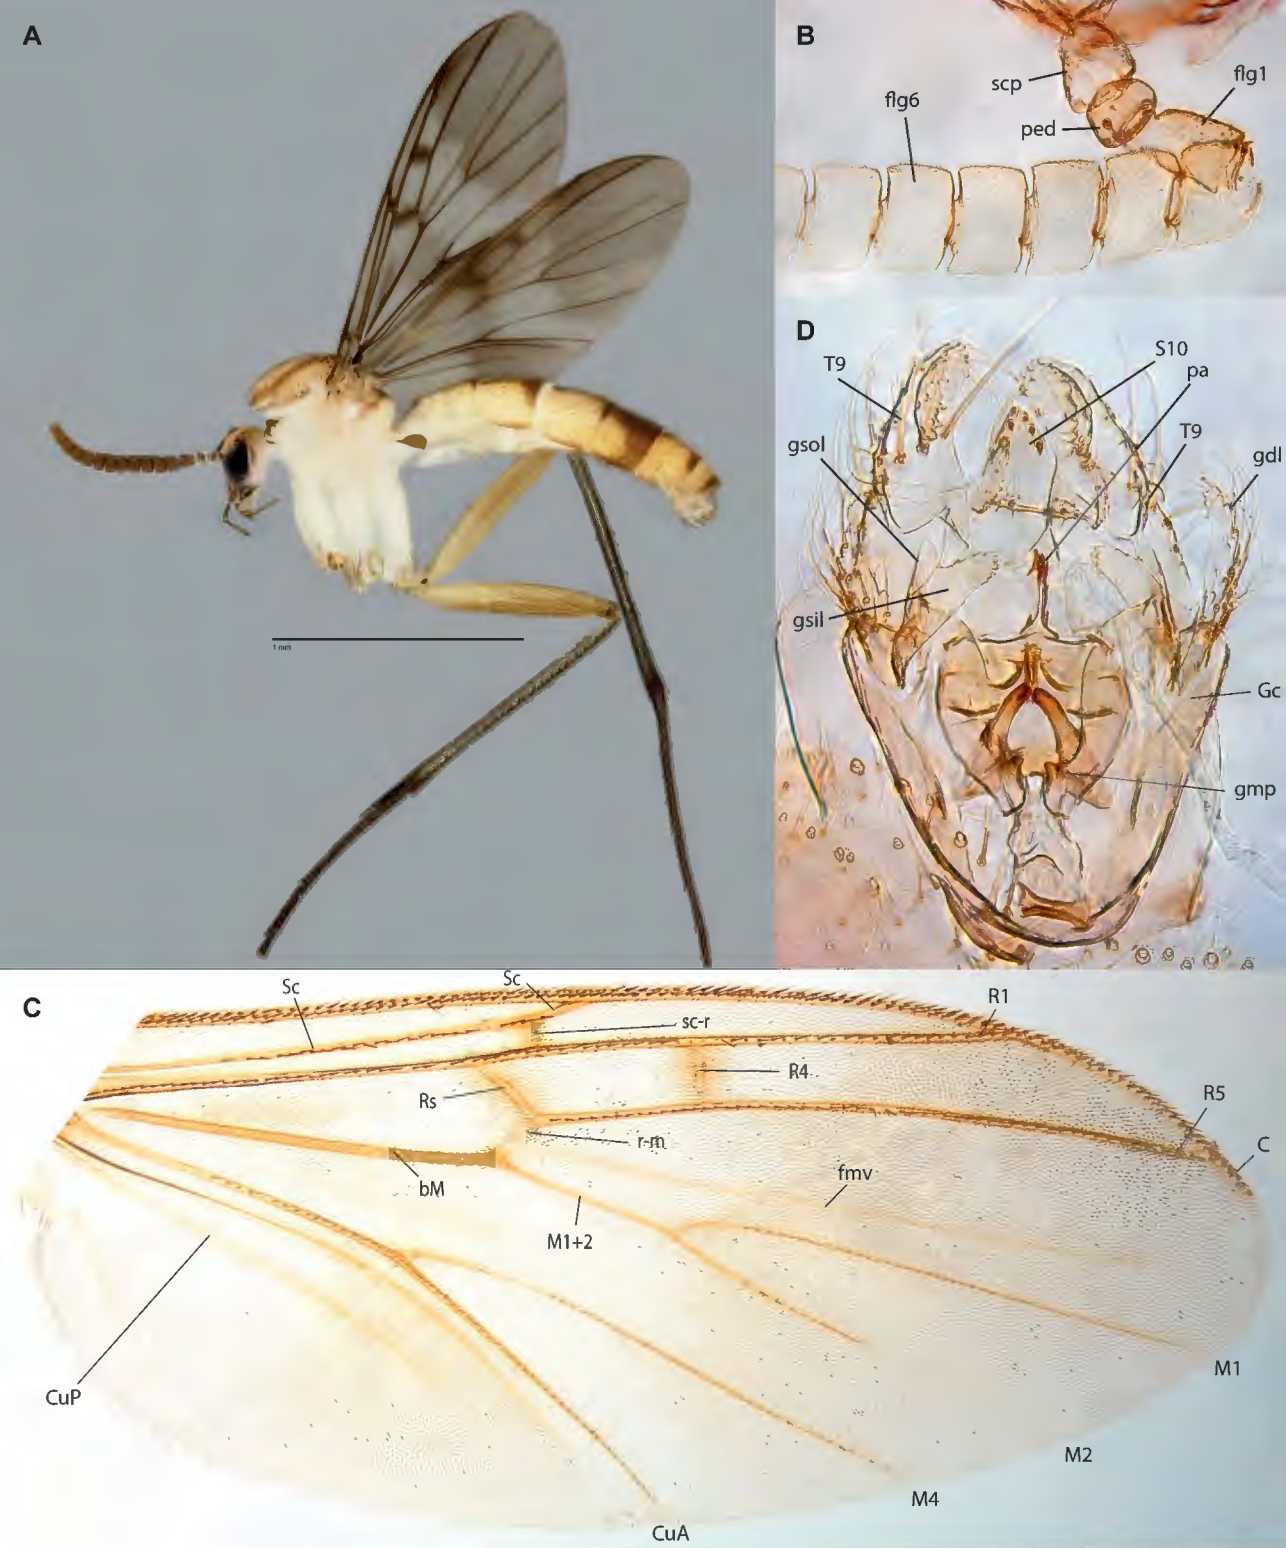 A
1 mm
B
scp
flg1
flg6
ped
D
T9
S10
pa
gsol
T9
gdl
gsil
Gc
gmp
C
Sc
Sc
R1
sc-r
R4
Rs
R5
r-m
C
fmv
bM
M1+2
CuP
M1
M2
M4
CuA